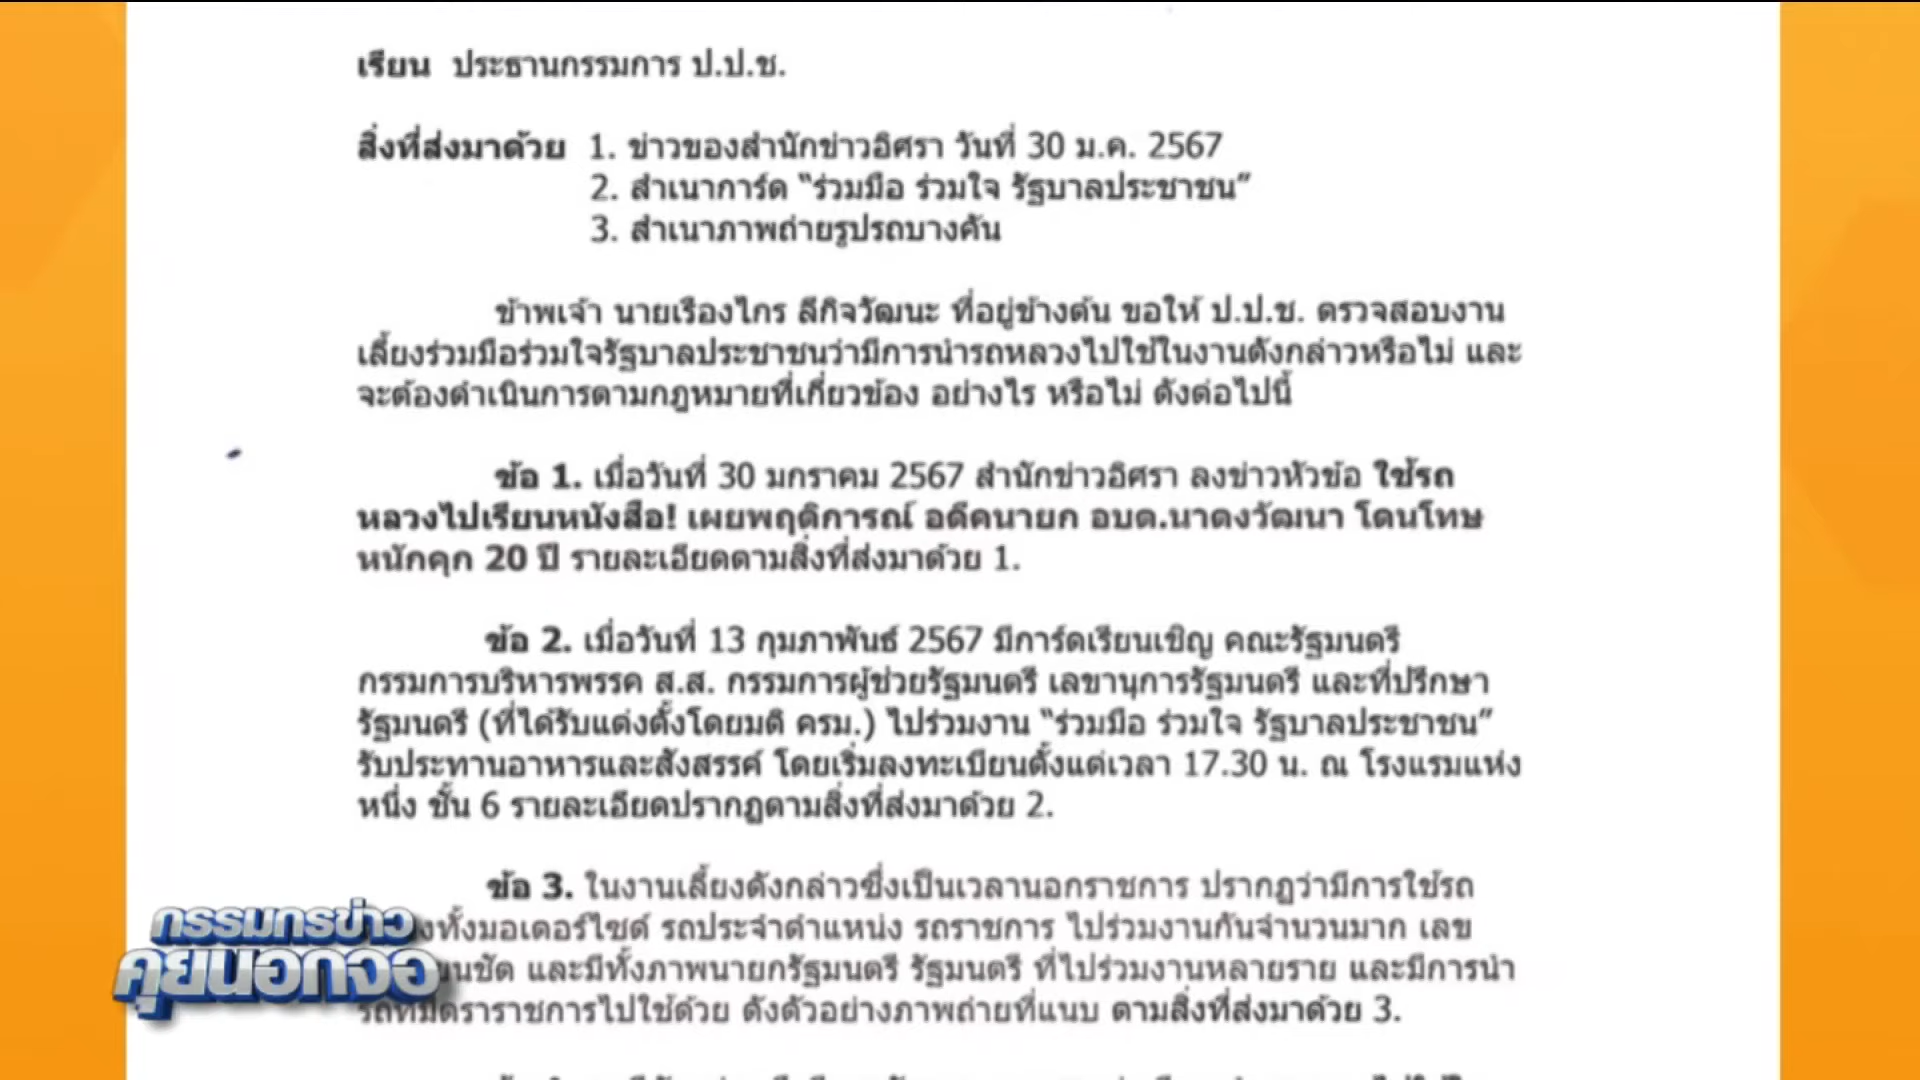 เรียน ประธานกรรมการ ป.ป.ช.
สิ่งที่ส่งมาด้วย 1. ข่าวของสำนักข่าวอิศรา วันที่ 30 ม.ค. 2567
2. สำเนาการ์ด “ร่วมมือ ร่วมใจ รัฐบาลประชาชน”
3. สำเนาภาพถ่ายรูปรถบางคัน
ข้าพเจ้า นายเรืองไกร ลีกิจวัฒนะ ที่อยู่ข้างต้น ขอให้ ป.ป.ช. ตรวจสอบงาน
เลี้ยงร่วมมือร่วมใจรัฐบาลประชาชนว่ามีการนำรถหลวงไปใช้ในงานดังกล่าวหรือไม่ และ
จะต้องดำเนินการตามกฎหมายที่เกี่ยวข้อง อย่างไร หรือไม่ ดังต่อไปนี้
ข้อ 1. เมื่อวันที่ 30 มกราคม 2567 สำนักข่าวอิศรา ลงข่าวหัวข้อ ใช้รถ
หลวงไปเรียนหนังสือ! เผยพฤติการณ์ อดีตนายก อบต.นาดงวัฒนา โดนโทษ
หนักคุก 20 ปี รายละเอียดตามสิ่งที่ส่งมาด้วย 1.
ข้อ 2. เมื่อวันที่ 13 กุมภาพันธ์ 2567 มีการ์ดเรียนเชิญ คณะรัฐมนตรี
กรรมการบริหารพรรค ส.ส. กรรมการผู้ช่วยรัฐมนตรี เลขานุการรัฐมนตรี และที่ปรึกษา
รัฐมนตรี (ที่ได้รับแต่งตั้งโดยมติ ครม.) ไปร่วมงาน “ร่วมมือ ร่วมใจ รัฐบาลประชาชน”
รับประทานอาหารและสังสรรค์ โดยเริ่มลงทะเบียนตั้งแต่เวลา 17.30 น. ณ โรงแรมแห่ง
หนึ่ง ชั้น 6 รายละเอียดปรากฏตามสิ่งที่ส่งมาด้วย 2.
ข้อ 3. ในงานเลี้ยงดังกล่าวซึ่งเป็นเวลานอกราชการ ปรากฏว่ามีการใช้รถ
ทั้งมอเตอร์ไซด์ รถประจำตำแหน่ง รถราชการ ไปร่วมงานกันจำนวนมาก เลข
และมีทั้งภาพนายกรัฐมนตรี รัฐมนตรี ที่ไปร่วมงานหลายราย และมีการนำ
รถที่มีตราราชการไปใช้ด้วย ดังตัวอย่างภาพถ่ายที่แนบ ตามสิ่งที่ส่งมาด้วย 3.
กรรมกรข่าว
คุยนอกจอ